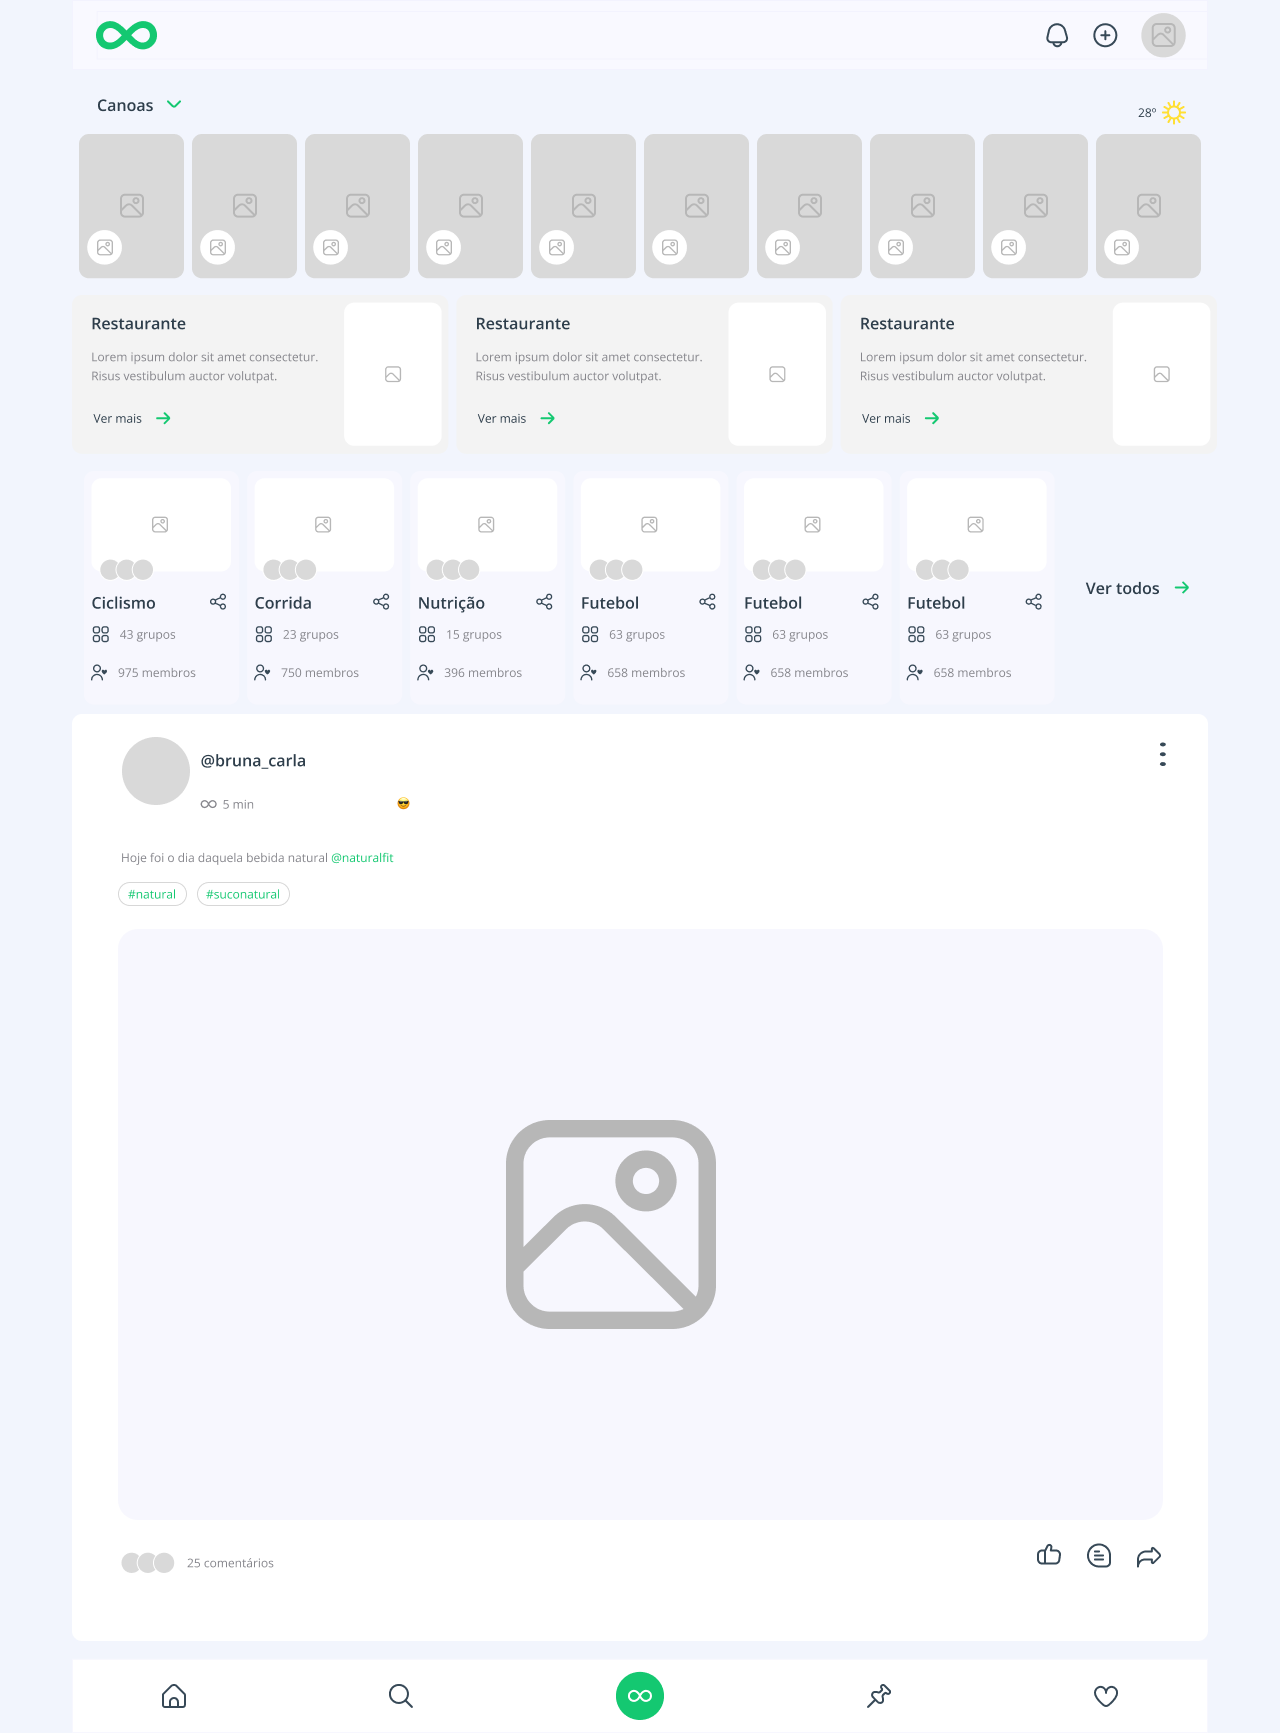 Canoas
28°
Restaurante
Lorem ipsum dolor sit amet consectetur.
Risus vestibulum auctor volutpat.
Ver mais
Restaurante
Lorem ipsum dolor sit amet consectetur.
Risus vestibulum auctor volutpat.
Ver mais
Restaurante
Lorem ipsum dolor sit amet consectetur.
Risus vestibulum auctor volutpat.
Ver mais
Ciclismo
43 grupos
975 membros
Corrida
23 grupos
750 membros
Nutrição
15 grupos
396 membros
Futebol
63 grupos
658 membros
Futebol
63 grupos
658 membros
Futebol
63 grupos
658 membros
Ver todos
@bruna_carla
5 min
Hoje foi o dia daquela bebida natural @naturalfit
#natural
#suconatural
25 comentários